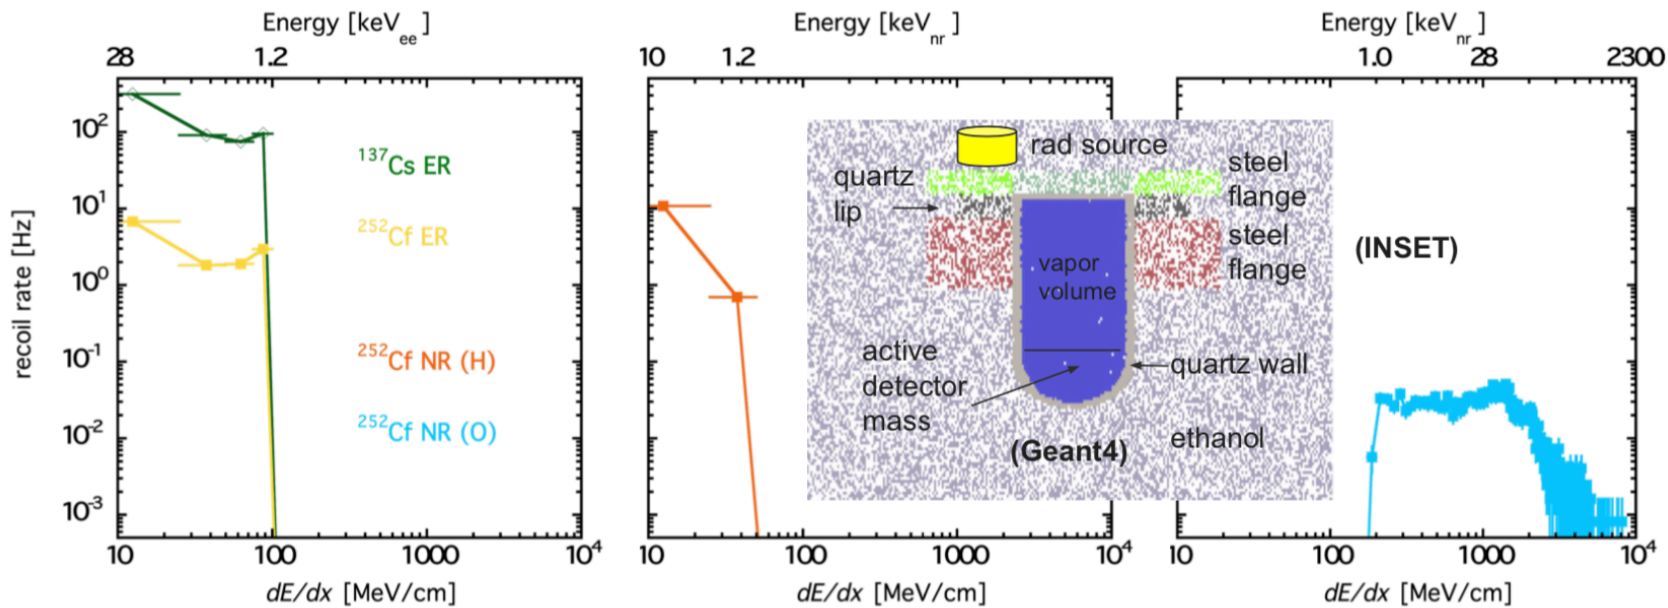 Energy [keVee]
28 1.2
10²
10¹
10⁰
10⁻¹
10⁻²
10⁻³
recoil rate [Hz]
¹³⁷Cs ER
²⁵²Cf ER
²⁵²Cf NR (H)
²⁵²Cf NR (O)
10 100 1000 10⁴
dE/dx [MeV/cm]
Energy [keVnr]
10 1.2
10 100 1000 10⁴
dE/dx [MeV/cm]
rad source
quartz
lip
steel
flange
steel
flange
vapor
volume
active
detector
mass
quartz wall
ethanol
(Geant4)
Energy [keVnr]
1.0 28 2300
(INSET)
10 100 1000 10⁴
dE/dx [MeV/cm]